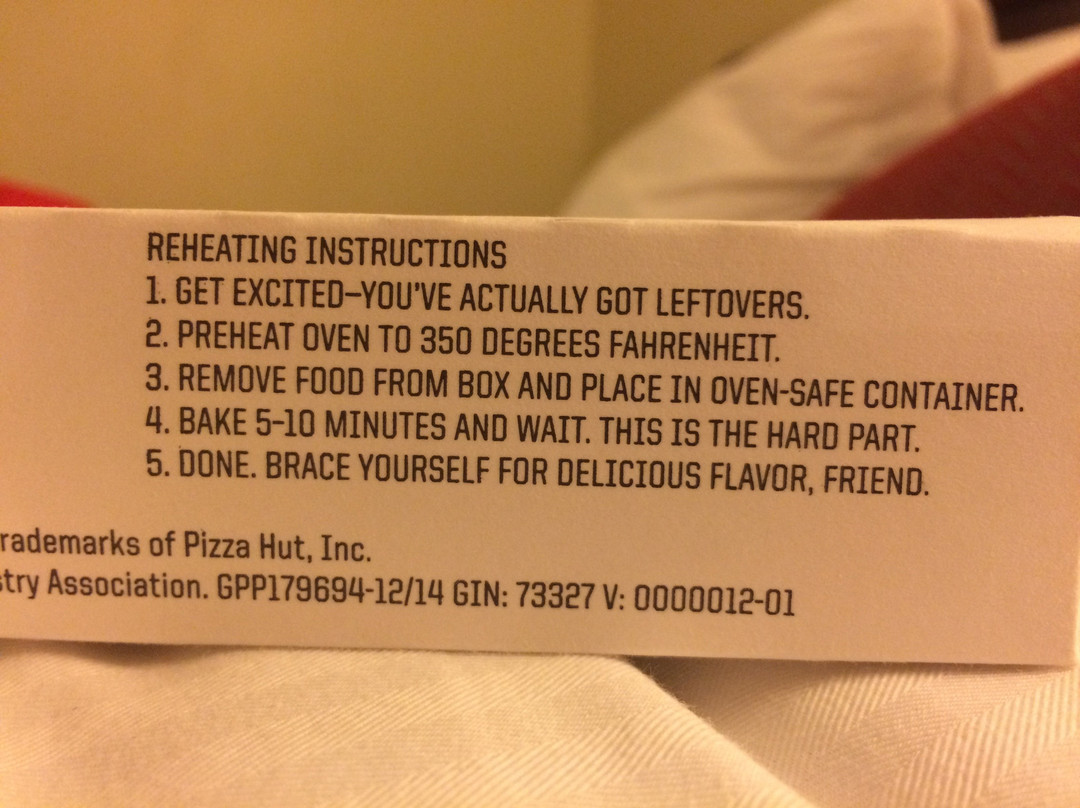 REHEATING INSTRUCTIONS
1. GET EXCITED–YOU'VE ACTUALLY GOT LEFTOVERS.
2. PREHEAT OVEN TO 350 DEGREES FAHRENHEIT.
3. REMOVE FOOD FROM BOX AND PLACE IN OVEN-SAFE CONTAINER.
4. BAKE 5-10 MINUTES AND WAIT. THIS IS THE HARD PART.
5. DONE. BRACE YOURSELF FOR DELICIOUS FLAVOR, FRIEND.
rademarks of Pizza Hut, Inc.
stry Association. GPP179694-12/14 GIN: 73327 V: 0000012-01